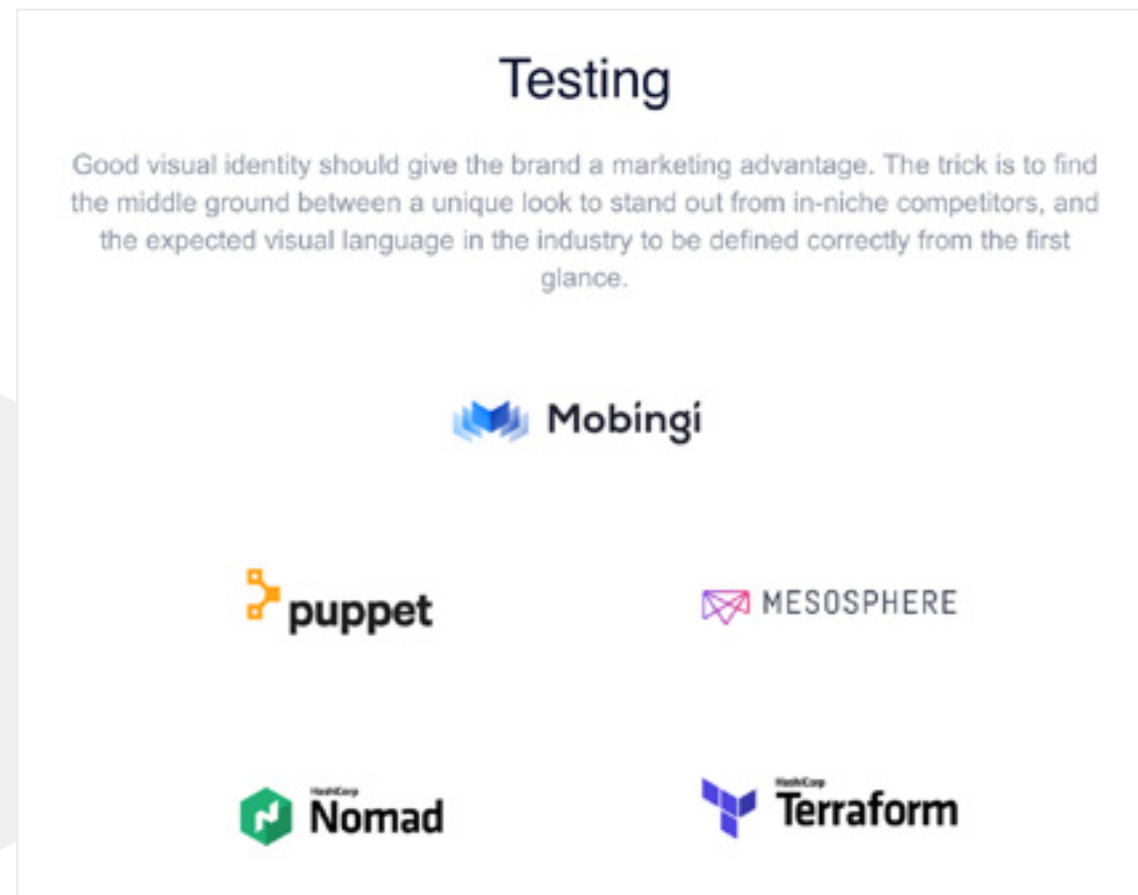 Testing
Good visual identity should give the brand a marketing advantage. The trick is to find
the middle ground between a unique look to stand out from in-niche competitors, and
the expected visual language in the industry to be defined correctly from the first
glance.
Mobingi
puppet
MESOSPHERE
HashiCorp
Nomad
HashiCorp
Terraform